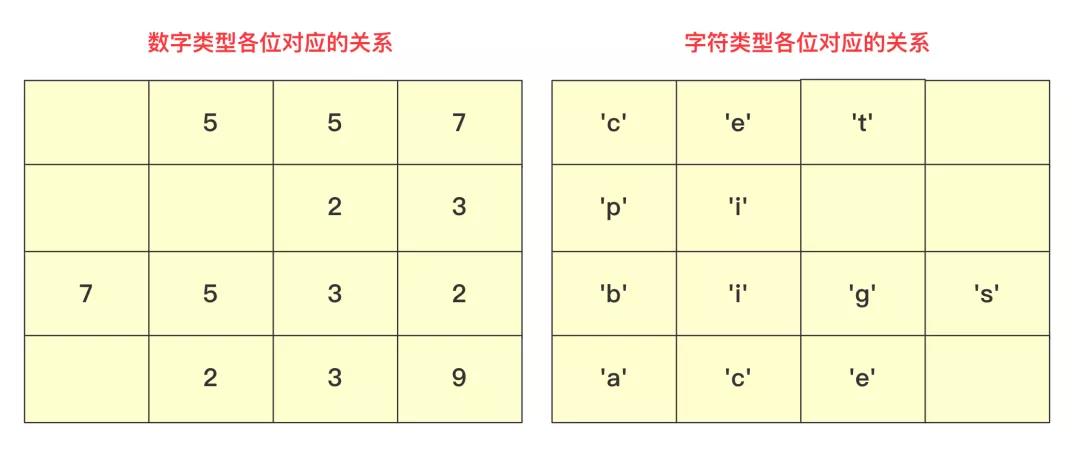 数字类型各位对应的关系
字符类型各位对应的关系
5 5 7
2 3
7 5 3 2
2 3 9
'c' 'e' 't'
'p' 'i'
'b' 'i' 'g' 's'
'a' 'c' 'e'